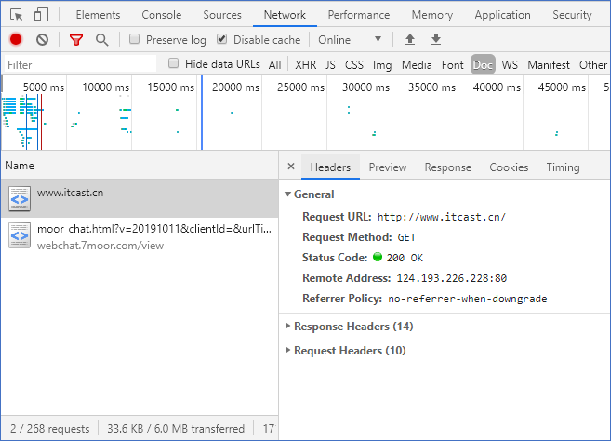 Elements Console Sources Network Performance Memory Application Security
Preserve log Disable cache Online
Filter Hide data URLs All XHR JS CSS Img Media Font Doc WS Manifest Other
5000 ms 10000 ms 15000 ms 20000 ms 25000 ms 30000 ms 35000 ms 40000 ms 45000 ms 5
Name
× Headers Preview Response Cookies Timing
www.itcast.cn
moor_chat.html?v=20191011&clientId=&urlTi...
webchat.7moor.com/view
General
Request URL: http://www.itcast.cn/
Request Method: GET
Status Code: 200 OK
Remote Address: 124.193.226.228:80
Referrer Policy: no-referrer-when-downgrade
Response Headers (14)
Request Headers (10)
2 / 268 requests 33.6 KB / 6.0 MB transferred 17